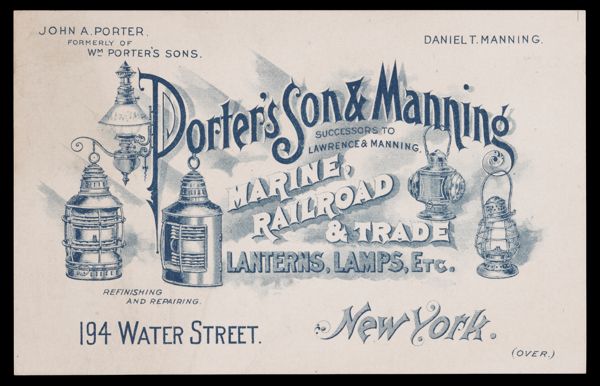 JOHN A. PORTER.
FORMERLY OF
Wm PORTER'S SONS.
DANIEL T. MANNING.
Porter's Son & Manning
SUCCESSORS TO
LAWRENCE & MANNING,
MARINE,
RAILROAD
& TRADE
LANTERNS, LAMPS, ETC.
REFINISHING
AND REPAIRING.
194 WATER STREET.
New York.
(OVER.)